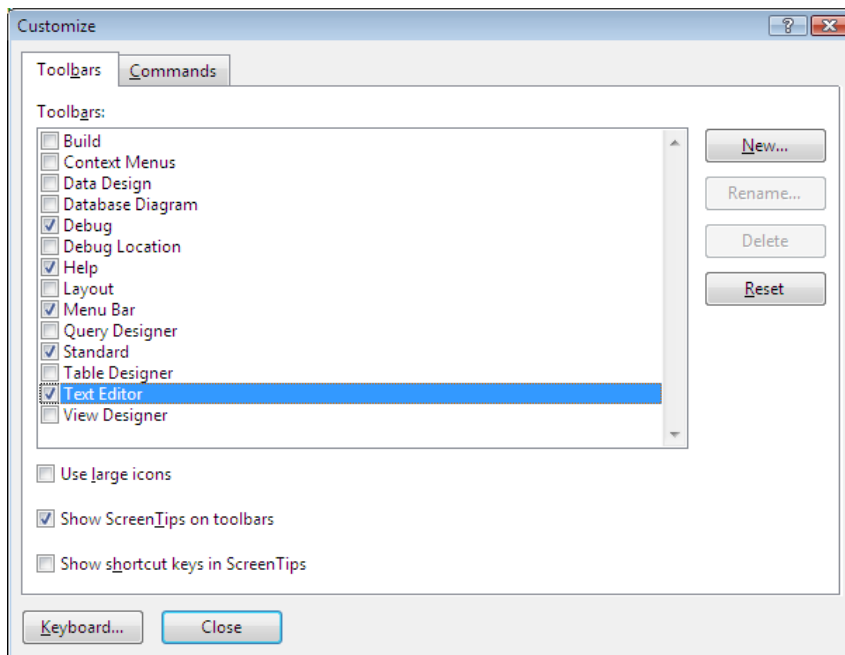 Customize
Toolbars
Commands
Toolbars:
Build
Context Menus
Data Design
Database Diagram
Debug
Debug Location
Help
Layout
Menu Bar
Query Designer
Standard
Table Designer
Text Editor
View Designer
New...
Rename...
Delete
Reset
Use large icons
Show ScreenTips on toolbars
Show shortcut keys in ScreenTips
Keyboard...
Close